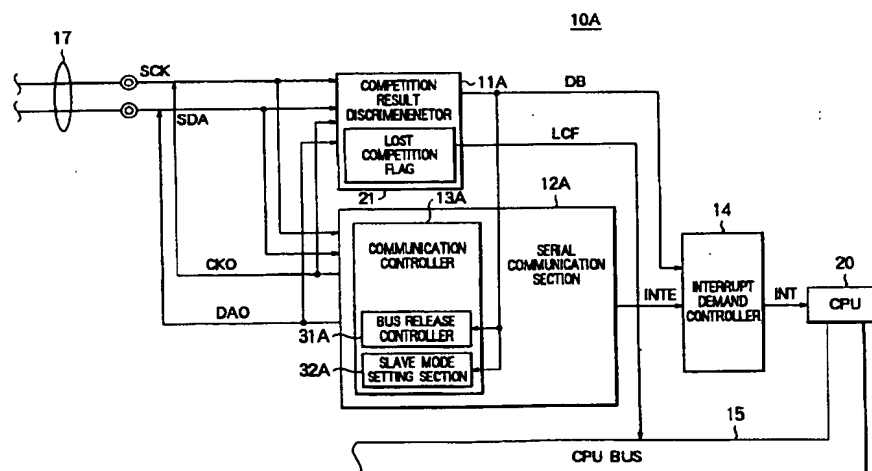 10A
17
SCK
SDA
COMPETITION
RESULT
DISCRIMENENETOR
11A
DB
LOST
COMPETITION
FLAG
LCF
21
13A
12A
14
COMMUNICATION
CONTROLLER
SERIAL
COMMUNICATION
SECTION
20
CKO
INTERRUPT
DEMAND
CONTROLLER
INTE
INT
CPU
DAO
BUS RELEASE
CONTROLLER
31A
SLAVE MODE
SETTING SECTION
32A
15
CPU BUS